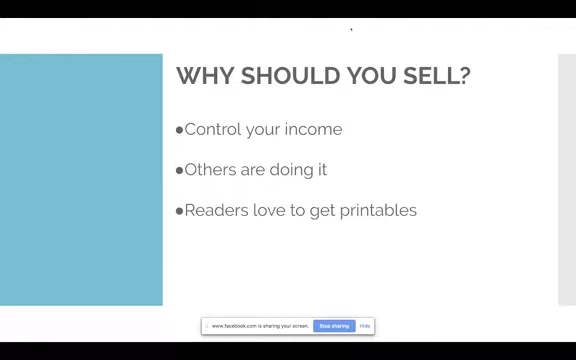 WHY SHOULD YOU SELL?
●Control your income
●Others are doing it
●Readers love to get printables
www.facebook.com is sharing your screen. Stop sharing Hide